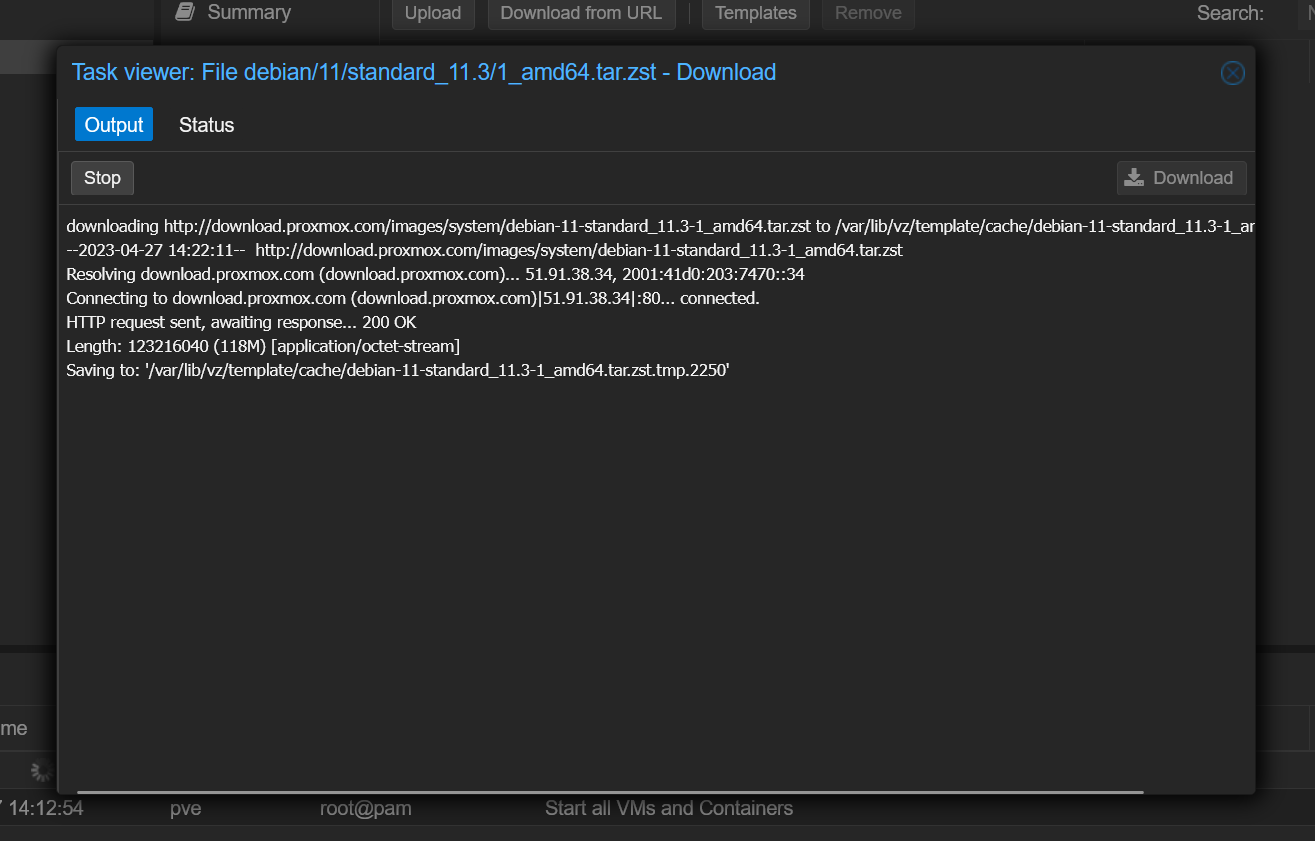 Summary
Upload Download from URL Templates Remove Search:
Task viewer: File debian/11/standard_11.3/1_amd64.tar.zst - Download
Output Status
Stop Download
downloading http://download.proxmox.com/images/system/debian-11-standard_11.3-1_amd64.tar.zst to /var/lib/vz/template/cache/debian-11-standard_11.3-1_ar
--2023-04-27 14:22:11-- http://download.proxmox.com/images/system/debian-11-standard_11.3-1_amd64.tar.zst
Resolving download.proxmox.com (download.proxmox.com)... 51.91.38.34, 2001:41d0:203:7470::34
Connecting to download.proxmox.com (download.proxmox.com)|51.91.38.34|:80... connected.
HTTP request sent, awaiting response... 200 OK
Length: 123216040 (118M) [application/octet-stream]
Saving to: '/var/lib/vz/template/cache/debian-11-standard_11.3-1_amd64.tar.zst.tmp.2250'
me
14:12:54 pve root@pam Start all VMs and Containers